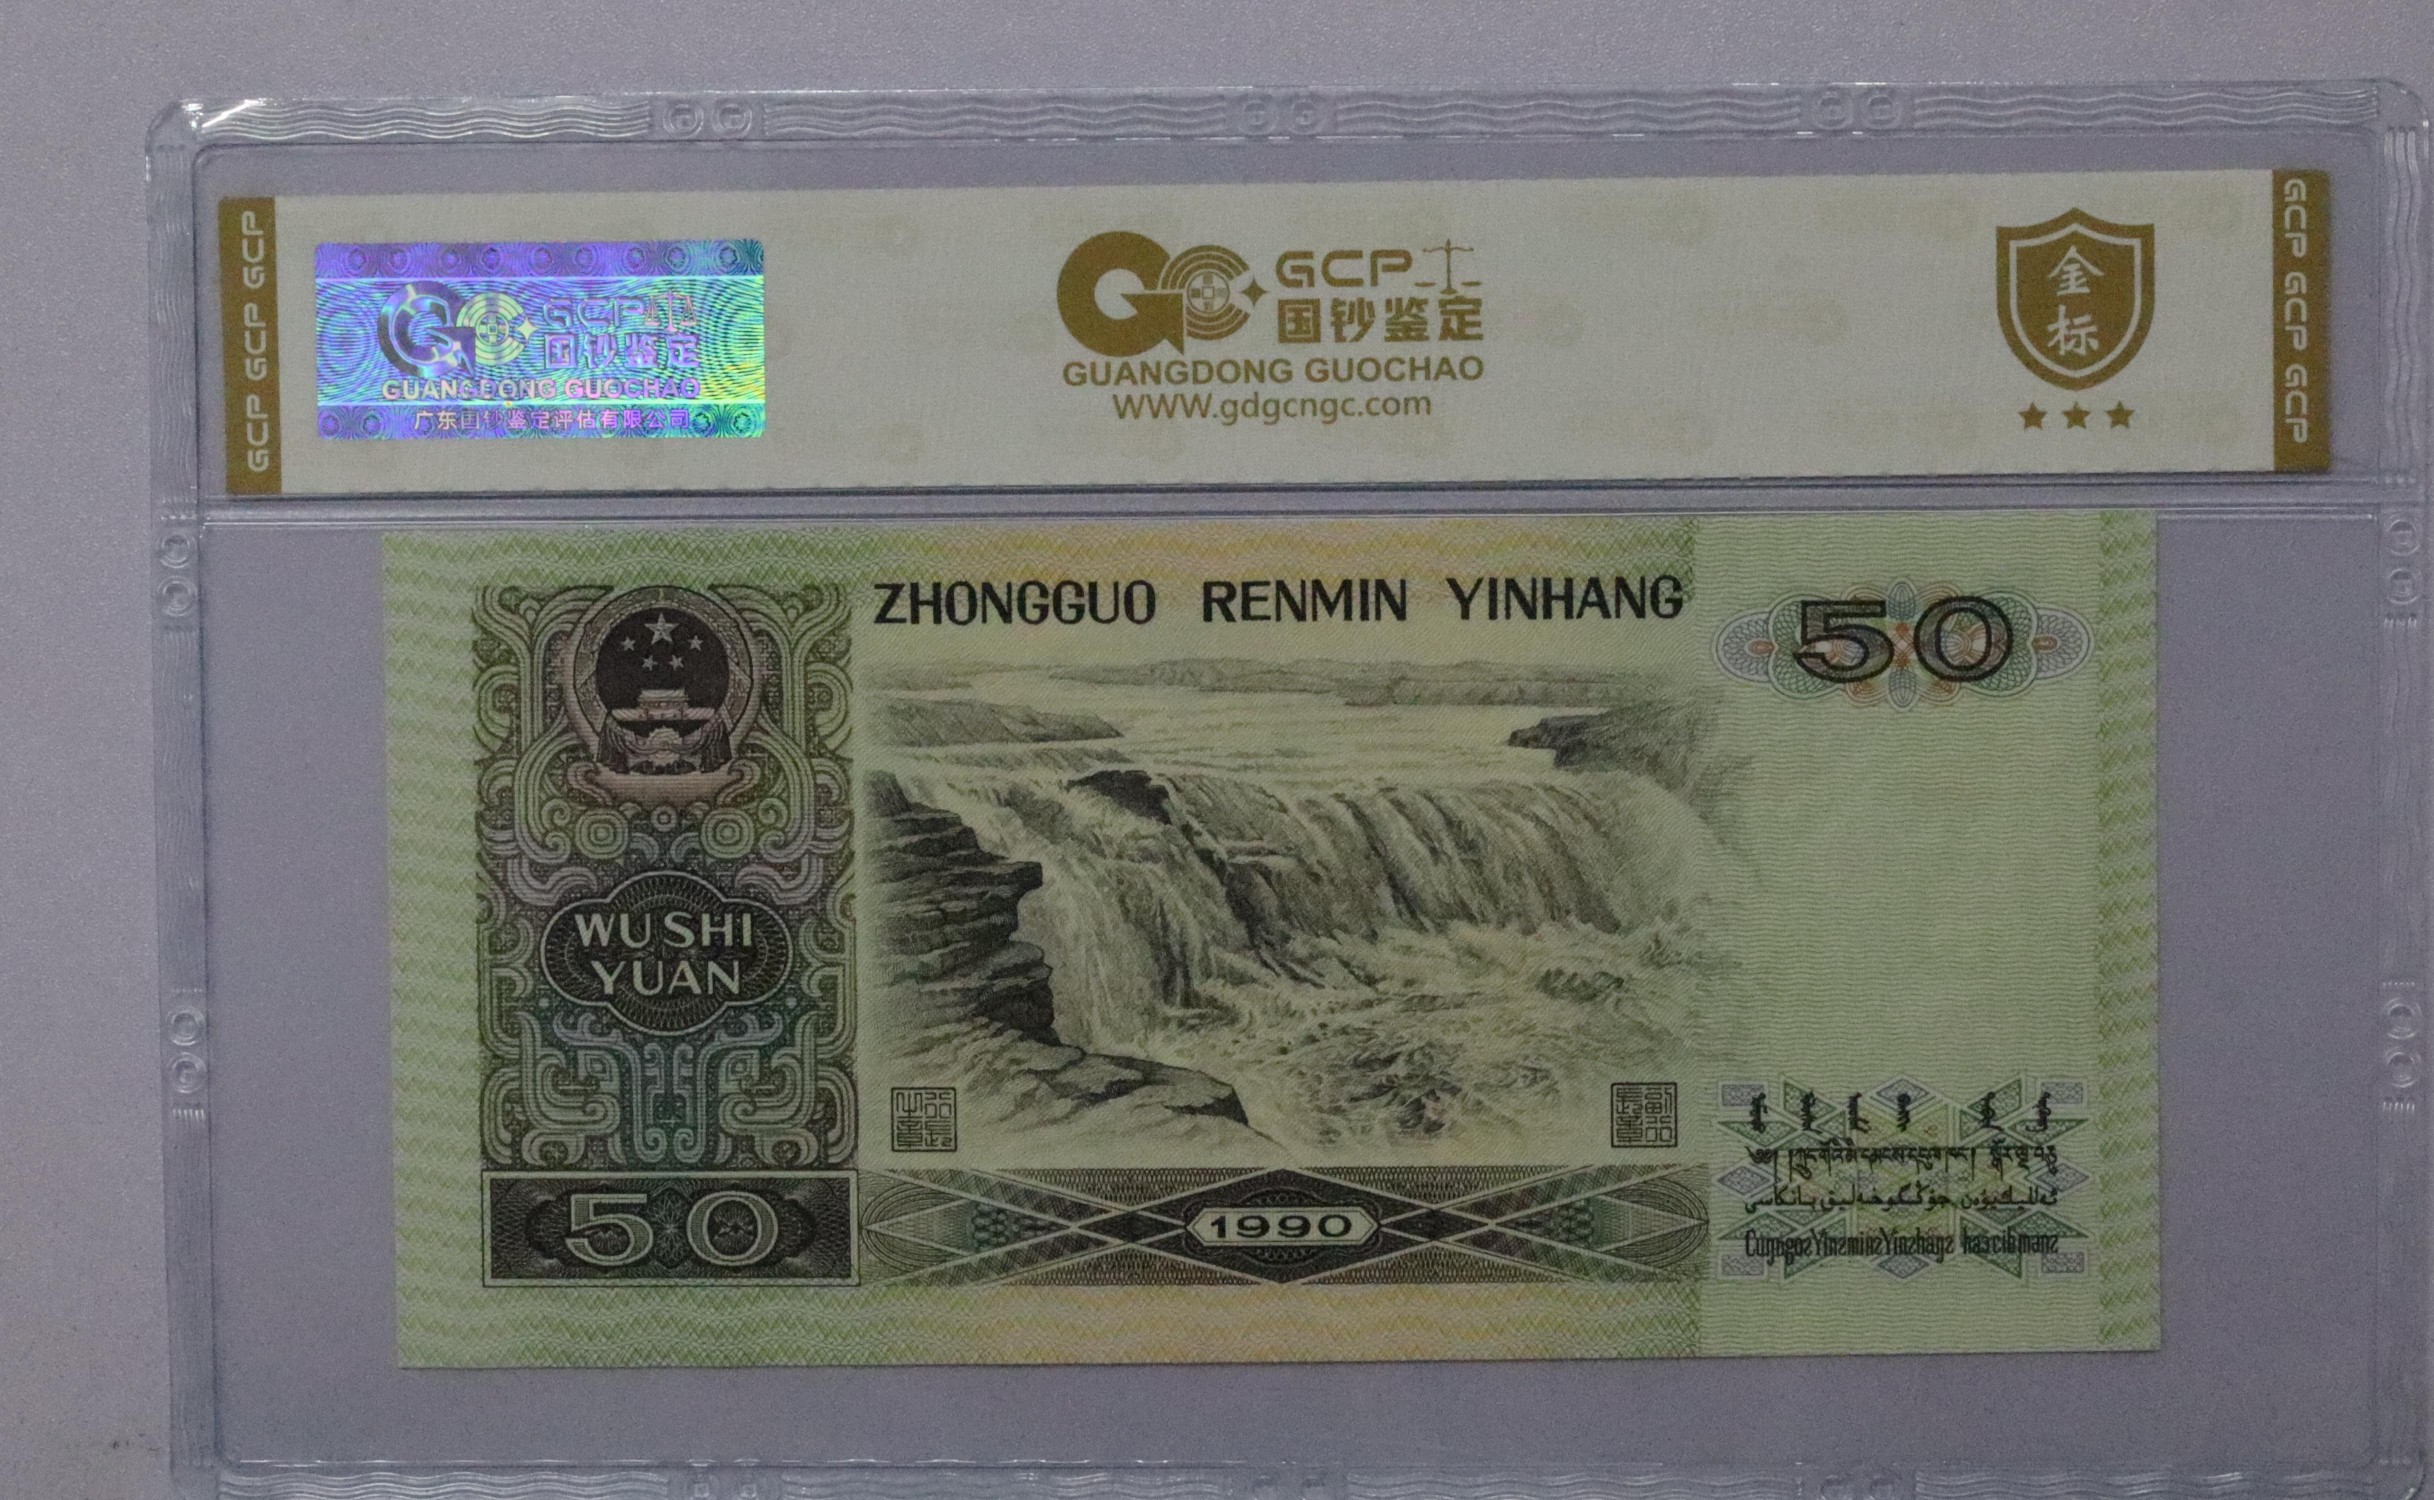 GCP GCP GCP
GCP
国钞鉴定
GUANGDONG GUOCHAO
广东国钞鉴定评估有限公司
GCP
国钞鉴定
GUANGDONG GUOCHAO
WWW.gdgcngc.com
金
标
GCP GCP GCP
ZHONGGUO RENMIN YINHANG
50
WU SHI
YUAN
50
1990